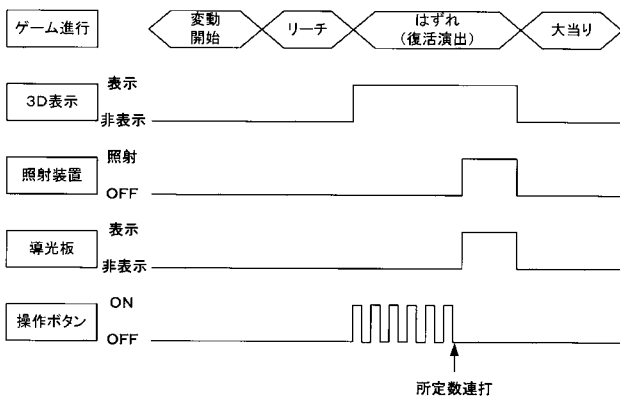 ゲーム進行
変動
開始
リーチ
はずれ
(復活演出)
大当り
3D表示
表示
非表示
照射装置
照射
OFF
導光板
表示
非表示
操作ボタン
ON
OFF
所定数連打